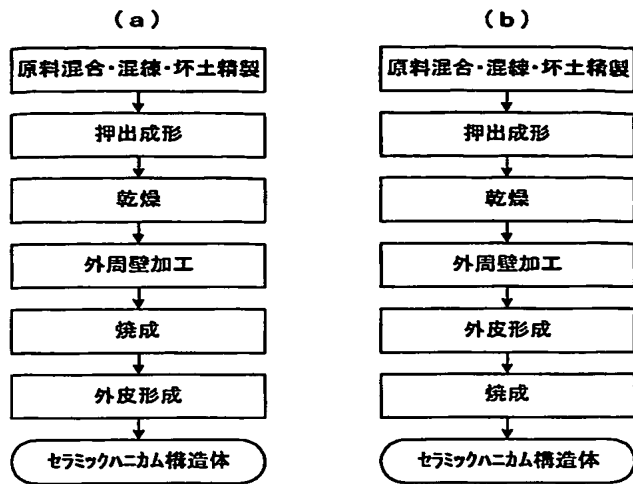 (a)
原料混合・混練・坏土精製
押出成形
乾燥
外周壁加工
焼成
外皮形成
セラミックハニカム構造体
(b)
原料混合・混練・坏土精製
押出成形
乾燥
外周壁加工
外皮形成
焼成
セラミックハニカム構造体